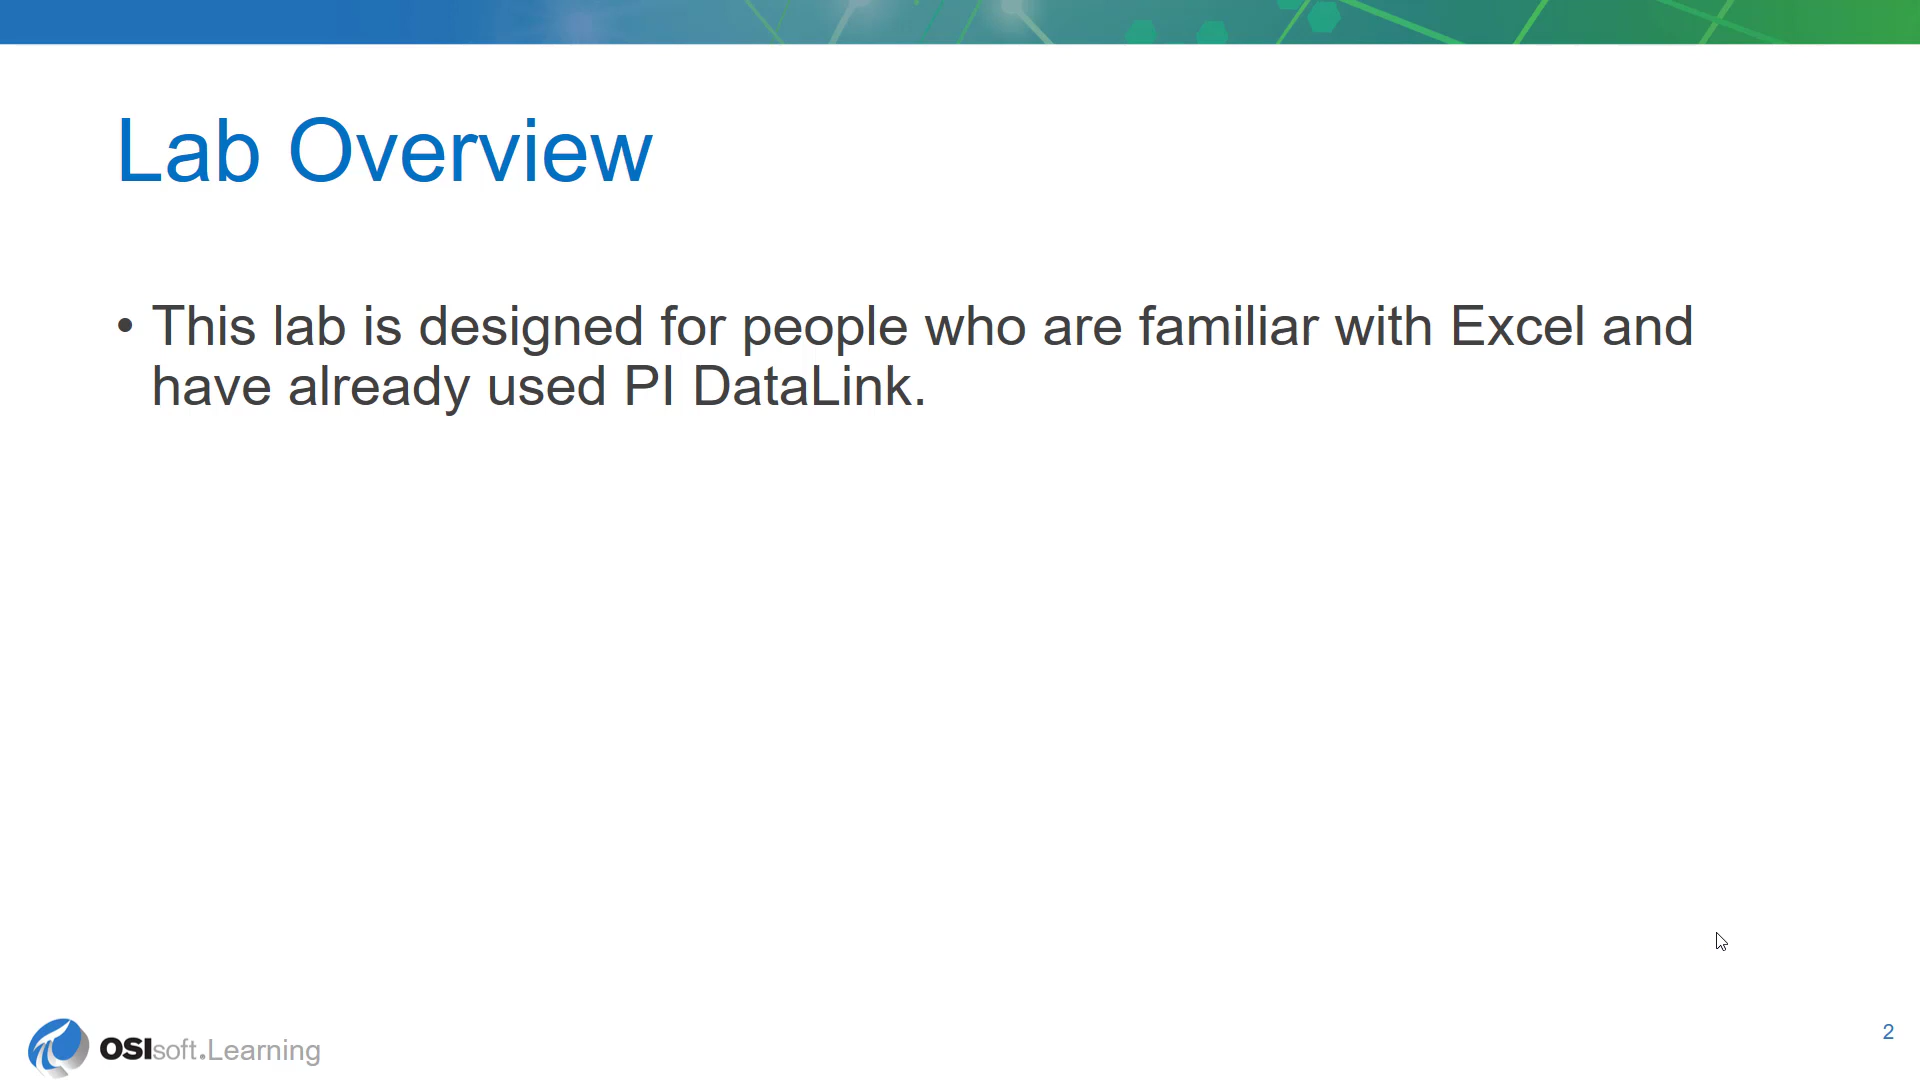 Lab Overview
• This lab is designed for people who are familiar with Excel and
have already used PI DataLink.
OSIsoft.Learning
2